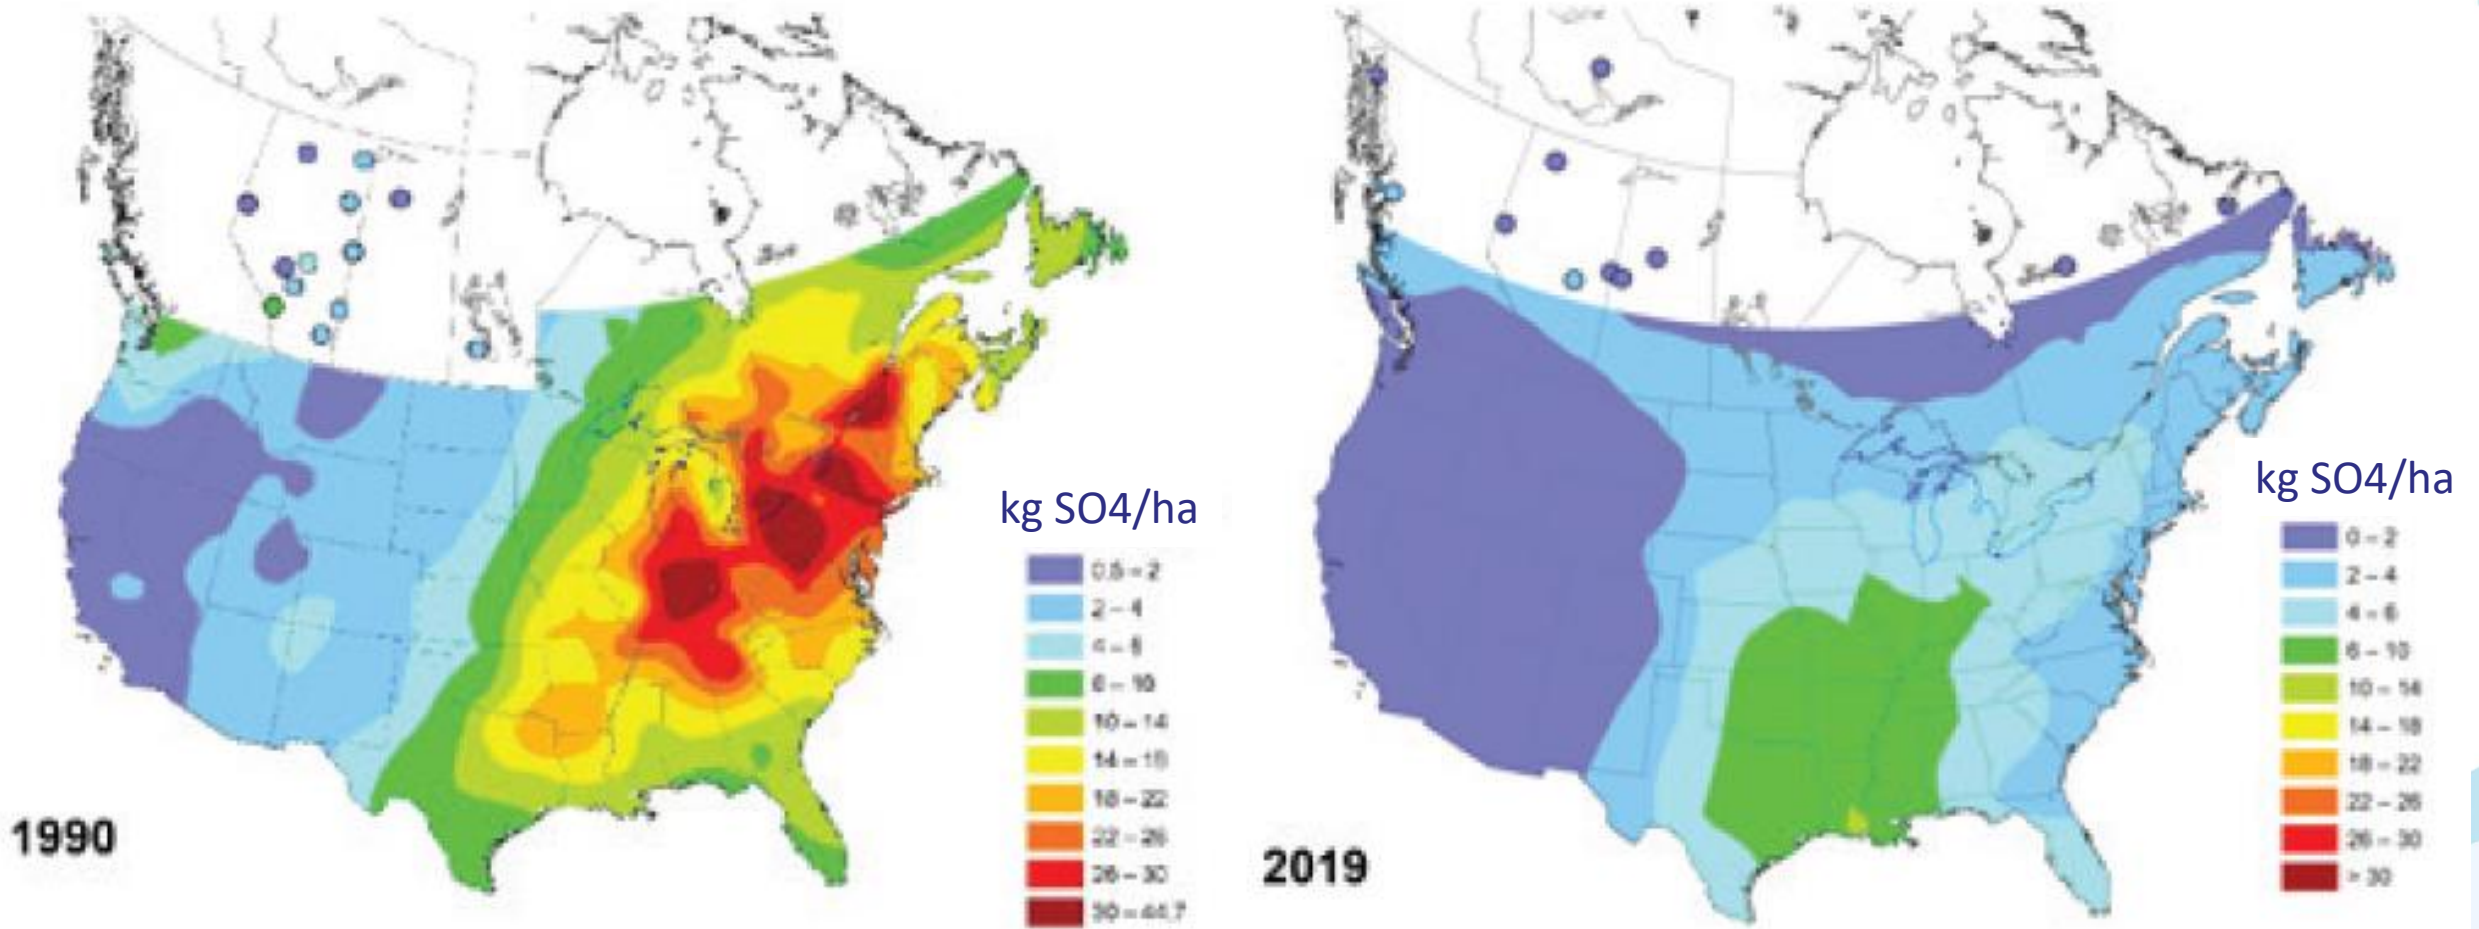 kg SO4/ha
0.5 – 2
2 – 4
4 – 6
6 – 10
10 – 14
14 – 18
18 – 22
22 – 26
26 – 30
30 – 44.7
1990
kg SO4/ha
0 – 2
2 – 4
4 – 6
6 – 10
10 – 14
14 – 18
18 – 22
22 – 26
26 – 30
> 30
2019